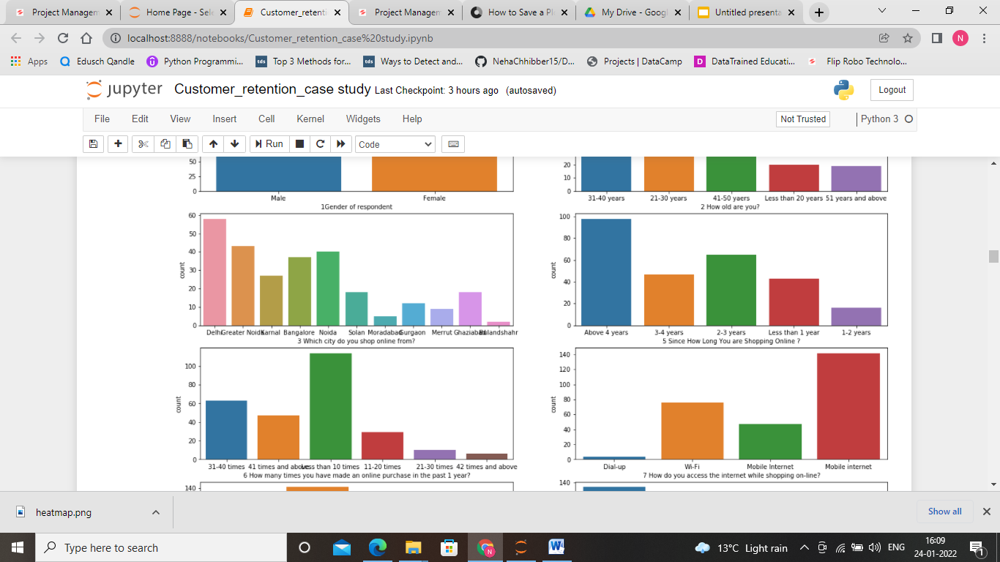 Project Managem
Home Page - Sele
Customer_retenti
Project Managem
How to Save a Pl
My Drive - Googl
Untitled presenta
localhost:8888/notebooks/Customer_retention_case%20study.ipynb
N
Apps
Edusch Qandle
Python Programmi...
tds
Top 3 Methods for...
tds
Ways to Detect and...
NehaChhibber15/D...
Projects | DataCamp
D
DataTrained Educati...
Flip Robo Technolo...
jupyter
Customer_retention_case study Last Checkpoint: 3 hours ago (autosaved)
Logout
File Edit View Insert Cell Kernel Widgets Help
Not Trusted
Python 3
Run
Code
50
25
0
Male Female
1Gender of respondent
20
10
0
31-40 years 21-30 years 41-50 yaers Less than 20 years 51 years and above
2 How old are you?
60
50
40
30
20
10
0
count
Delhi Greater Noida Karnal Bangalore Noida Solan Moradabad Gurgaon Merrut Ghaziabad Bulandshahr
3 Which city do you shop online from?
100
80
60
40
20
0
count
Above 4 years 3-4 years 2-3 years Less than 1 year 1-2 years
5 Since How Long You are Shopping Online ?
100
80
60
40
20
0
count
31-40 times 41 times and above Less than 10 times 11-20 times 21-30 times 42 times and above
6 How many times you have made an online purchase in the past 1 year?
140
120
100
80
60
40
20
0
count
Dial-up Wi-Fi Mobile Internet Mobile internet
7 How do you access the internet while shopping on-line?
140
140
heatmap.png
Show all
Type here to search
N
W
13°C Light rain
ENG
16:09
24-01-2022
1